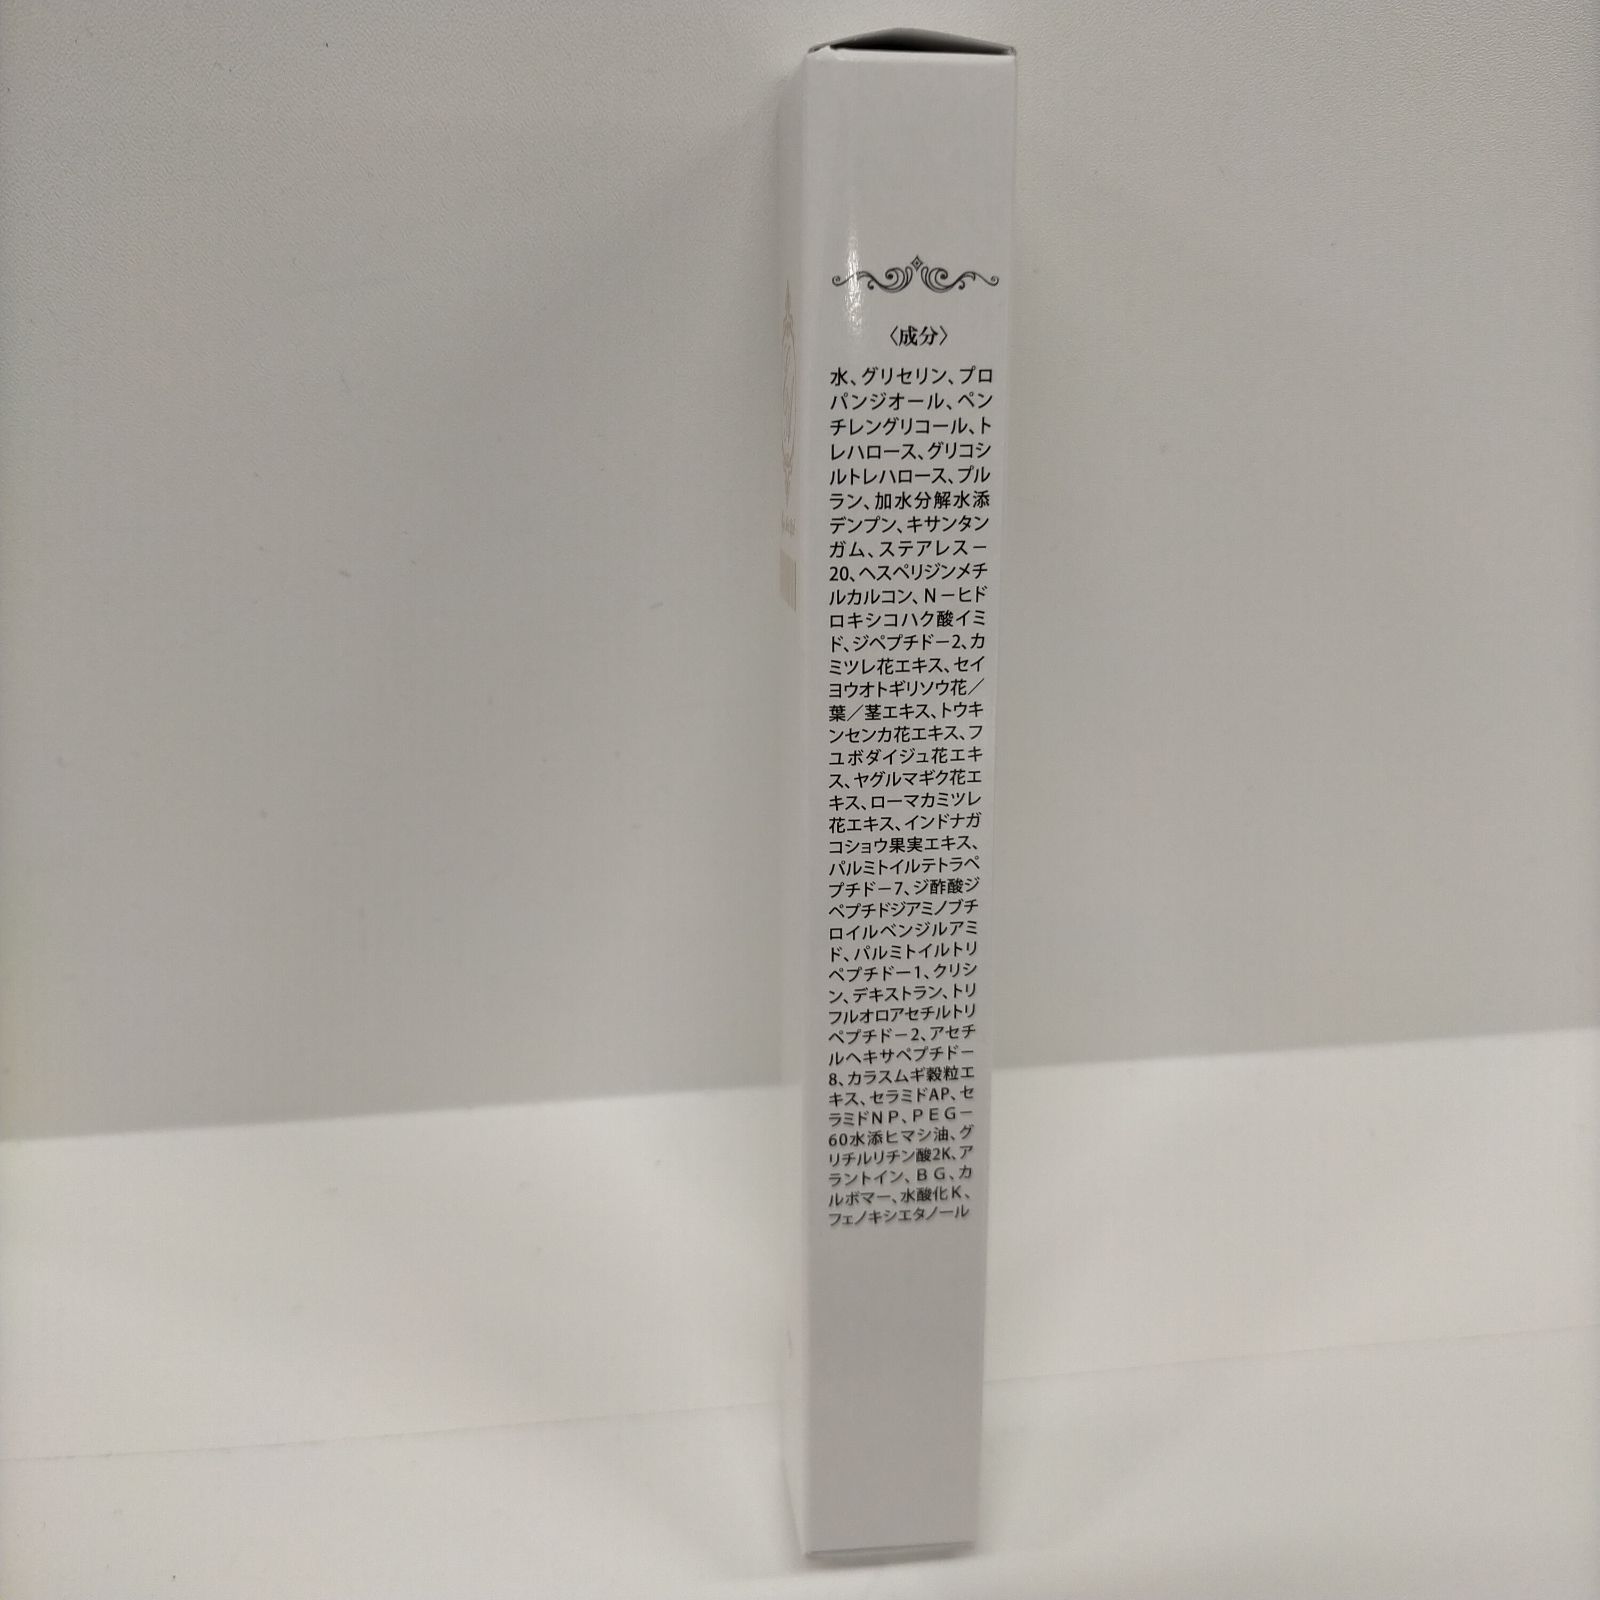 〈成分〉
水、グリセリン、プロ
パンジオール、ペン
チレングリコール、ト
レハロース、グリコシ
ルトレハロース、プル
ラン、加水分解水添
デンプン、キサンタン
ガム、ステアレスー
20、ヘスペリジンメチ
ルカルコン、N－ヒド
ロキシコハク酸イミ
ド、ジペプチドー2、カ
ミツレ花エキス、セイ
ヨウオトギリソウ花／
葉／茎エキス、トウキ
ンセンカ花エキス、フ
ユボダイジュ花エキ
ス、ヤグルマギク花エ
キス、ローマカミツレ
花エキス、インドナガ
コショウ果実エキス、
パルミトイルテトラペ
プチドー7、ジ酢酸ジ
ペプチドジアミノブチ
ロイルベンジルアミ
ド、パルミトイルトリ
ペプチドー1、クリシ
ン、デキストラン、トリ
フルオロアセチルトリ
ペプチドー2、アセチ
ルヘキサペプチドー
8、カラスムギ穀粒エ
キス、セラミドAP、セ
ラミドNP、PEGー
60水添ヒマシ油、グ
リチルリチン酸2K、ア
ラントイン、BG、カ
ルボマー、水酸化K、
フェノキシエタノール